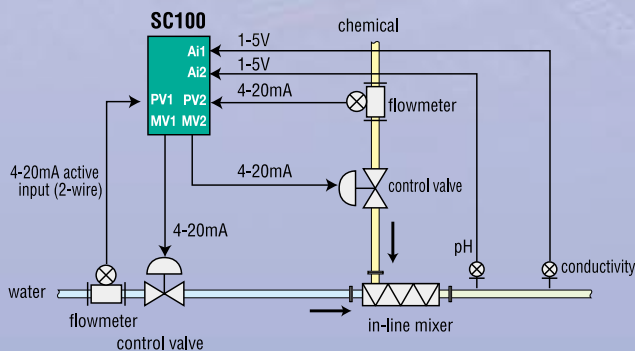 SC100
chemical
Ai1
1-5V
Ai2
1-5V
PV1 PV2
4-20mA
flowmeter
MV1 MV2
4-20mA active
input (2-wire)
4-20mA
control valve
4-20mA
pH
conductivity
water
flowmeter
in-line mixer
control valve